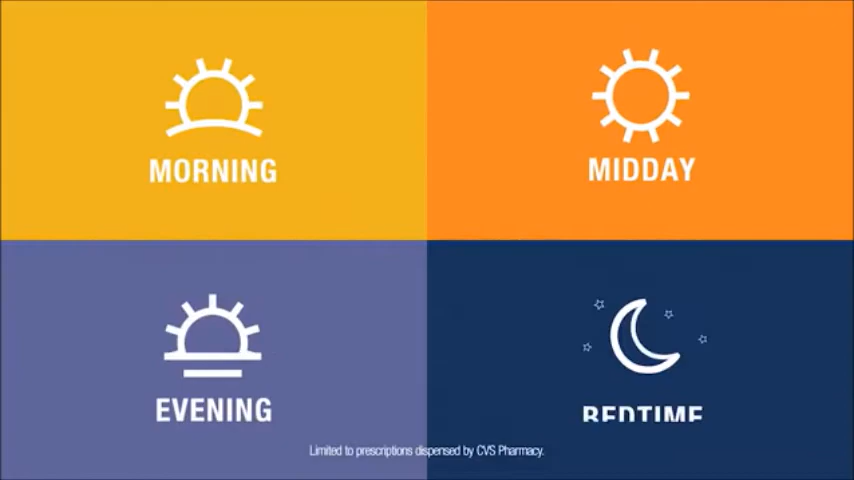 MORNING
MIDDAY
EVENING
BEDTIME
Limited to prescriptions dispensed by CVS Pharmacy.